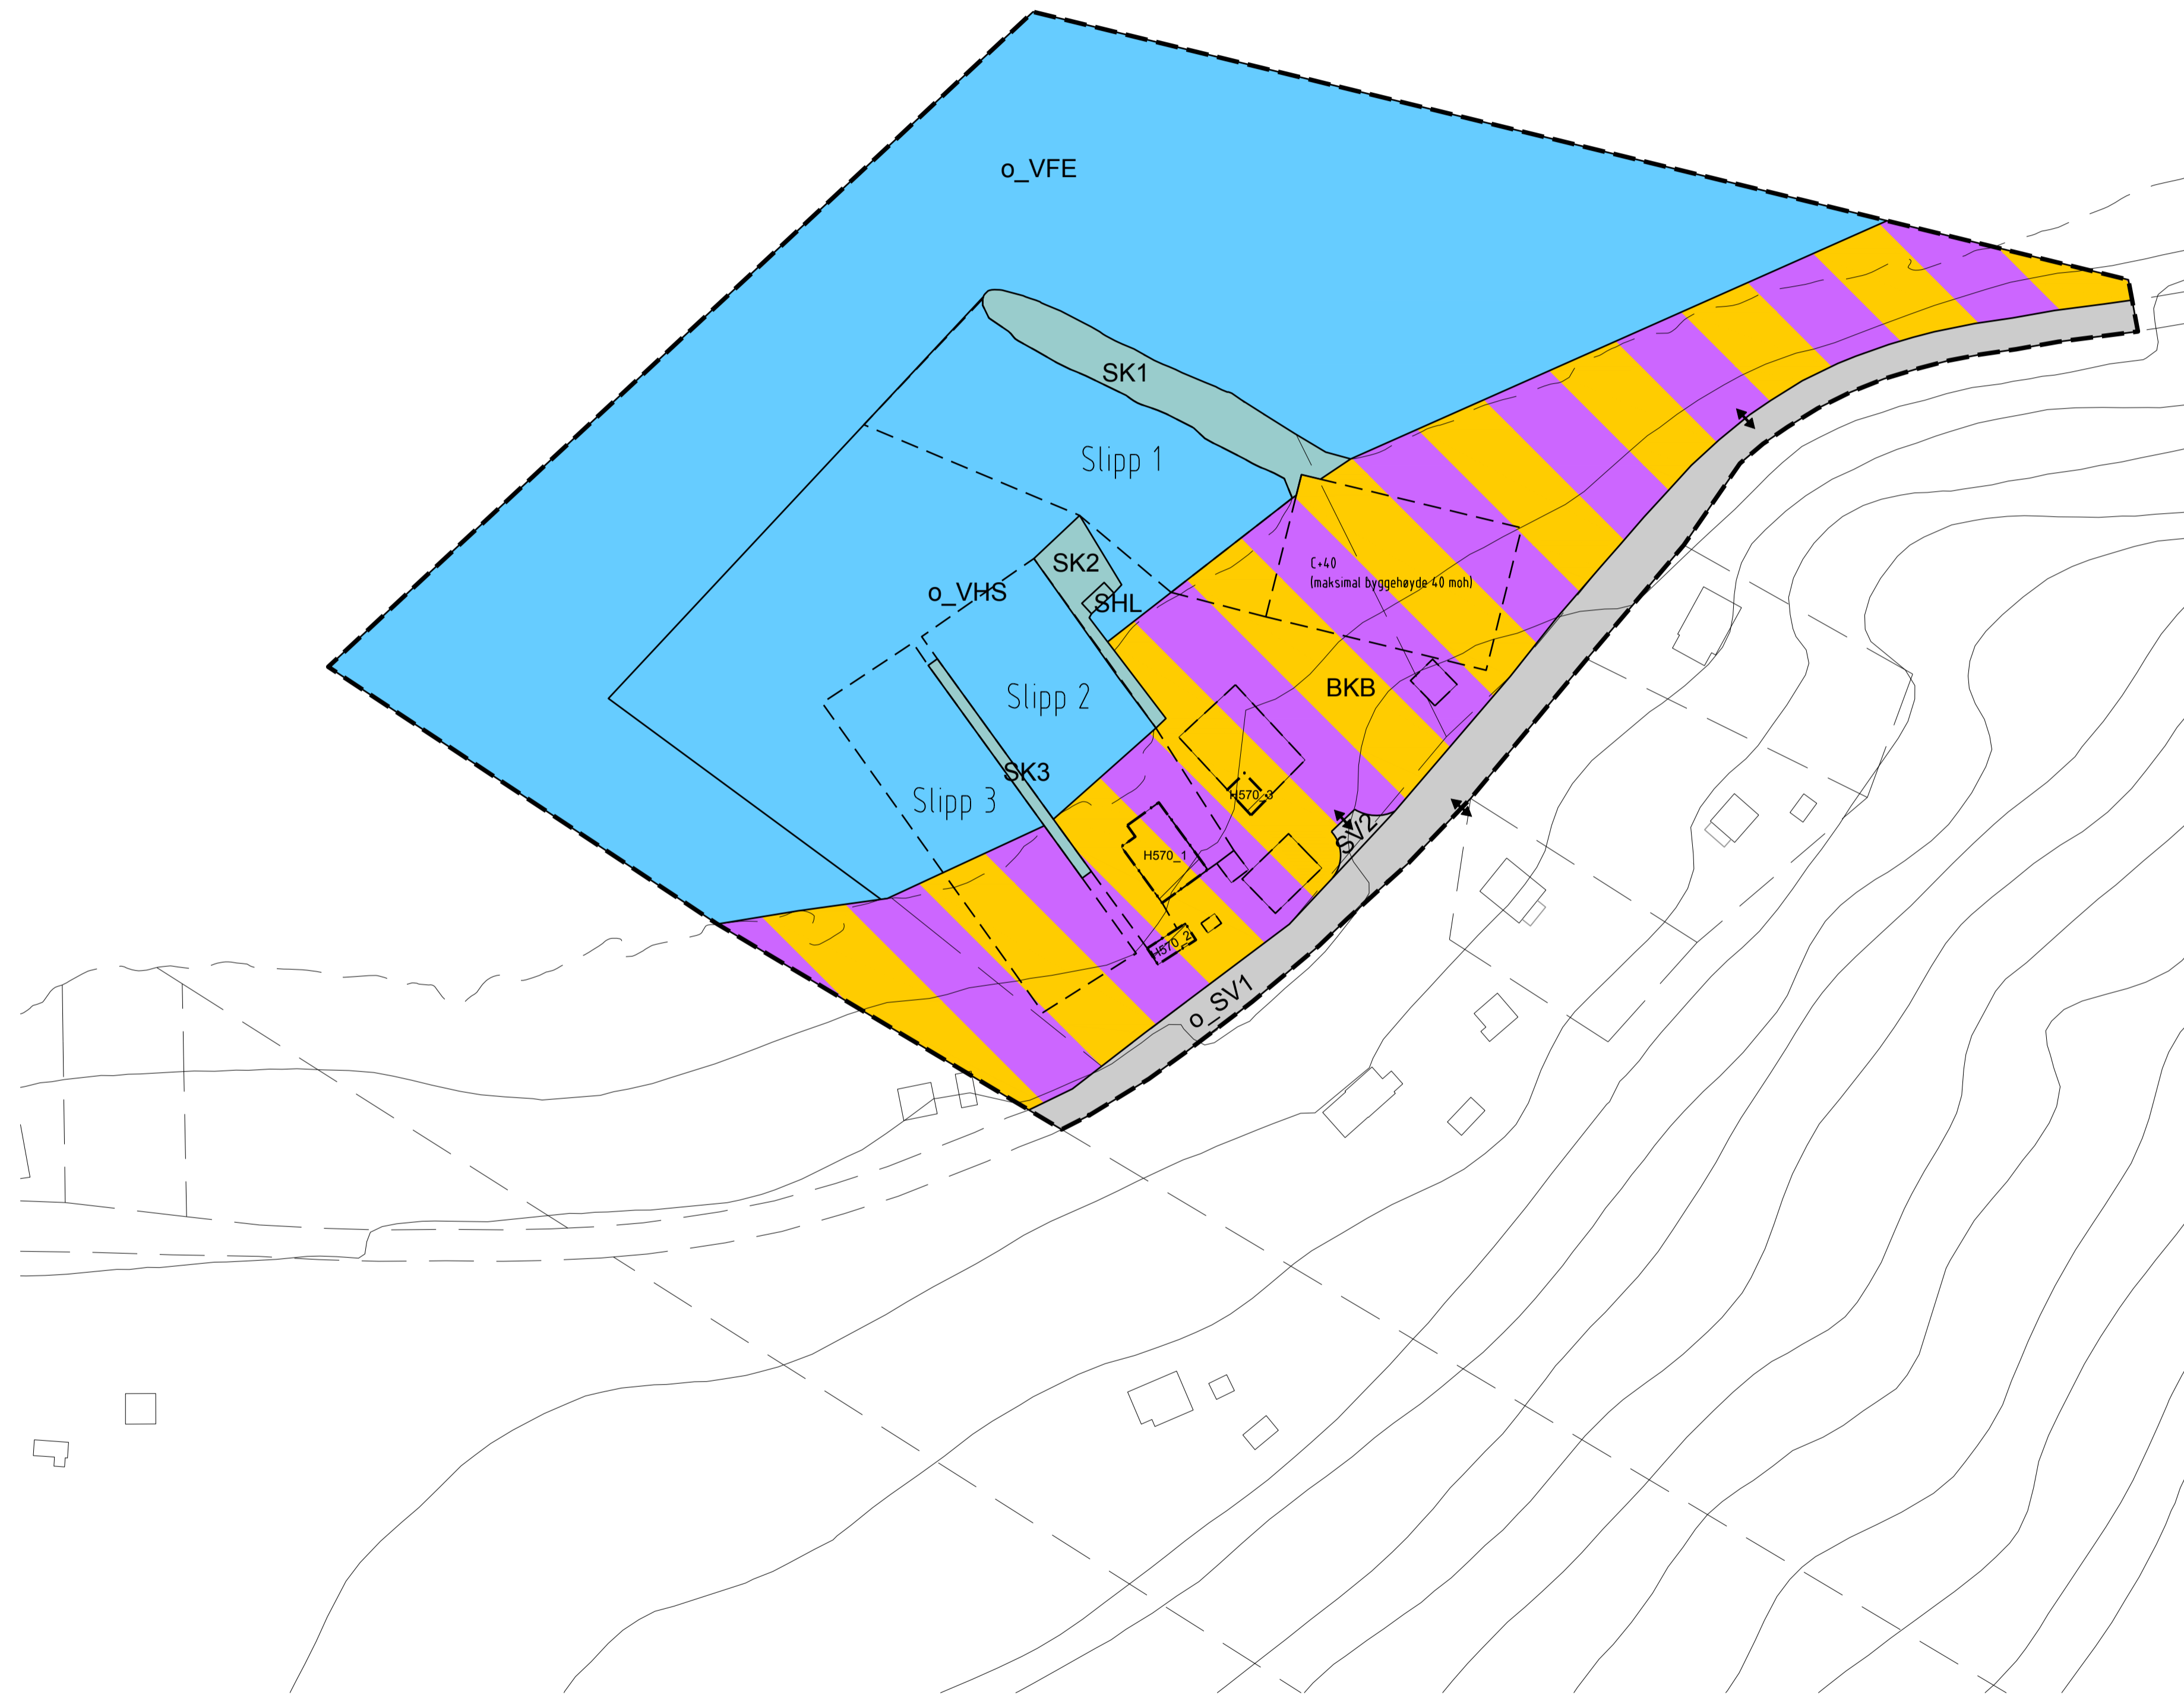 o_VFE
SK1
Slipp 1
SK2
C+40
(maksimal byggehøyde 40 moh)
o_VHS
SHL
Slipp 2
BKB
SK3
Slipp 3
H570_3
SV2
H570_1
H570_2
o_SV1